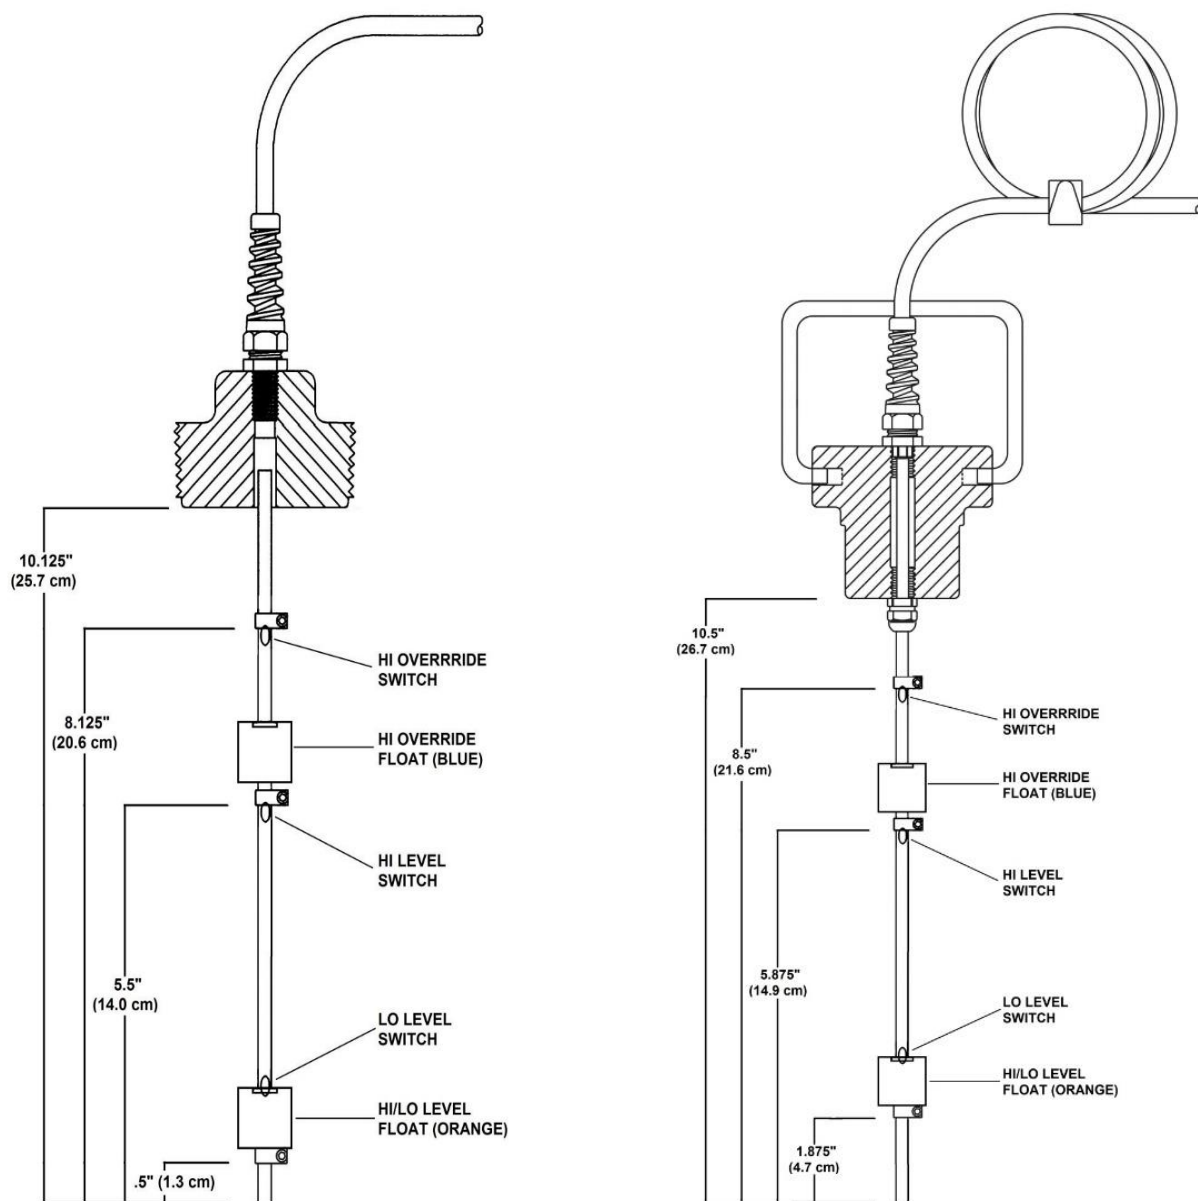 10.125"
(25.7 cm)
8.125"
(20.6 cm)
5.5"
(14.0 cm)
.5" (1.3 cm)
HI OVERRRIDE
SWITCH
HI OVERRIDE
FLOAT (BLUE)
HI LEVEL
SWITCH
LO LEVEL
SWITCH
HI/LO LEVEL
FLOAT (ORANGE)
10.5"
(26.7 cm)
8.5"
(21.6 cm)
5.875"
(14.9 cm)
1.875"
(4.7 cm)
HI OVERRRIDE
SWITCH
HI OVERRIDE
FLOAT (BLUE)
HI LEVEL
SWITCH
LO LEVEL
SWITCH
HI/LO LEVEL
FLOAT (ORANGE)